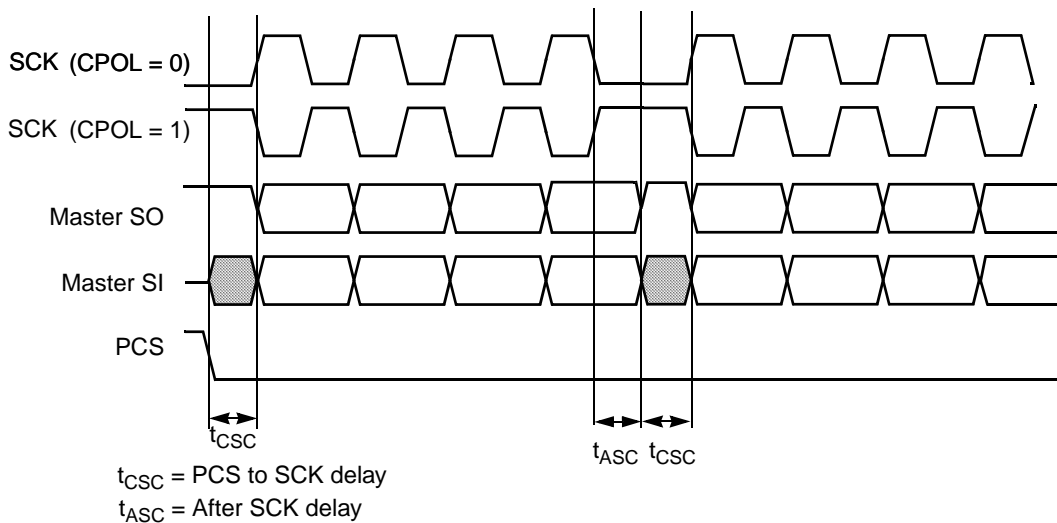 SCK (CPOL = 0)
SCK (CPOL = 1)
Master SO
Master SI
PCS
tCSC
tASC
tCSC
tCSC = PCS to SCK delay
tASC = After SCK delay